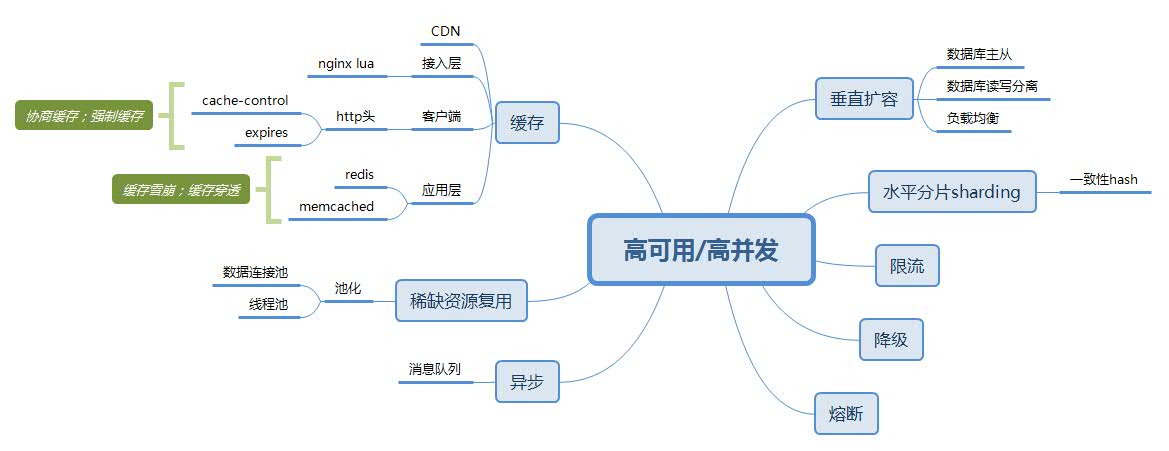 高可用/高并发
缓存
CDN
接入层
nginx lua
客户端
http头
cache-control
expires
协商缓存；强制缓存
应用层
redis
memcached
缓存雪崩；缓存穿透
稀缺资源复用
池化
数据连接池
线程池
异步
消息队列
垂直扩容
数据库主从
数据库读写分离
负载均衡
水平分片sharding
一致性hash
限流
降级
熔断